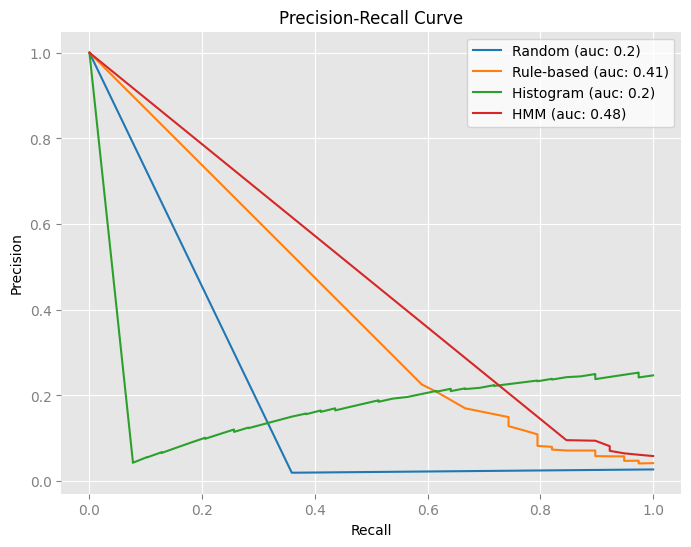 Precision-Recall Curve
Random (auc: 0.2)
Rule-based (auc: 0.41)
Histogram (auc: 0.2)
HMM (auc: 0.48)
Precision
1.0
0.8
0.6
0.4
0.2
0.0
0.0 0.2 0.4 0.6 0.8 1.0
Recall